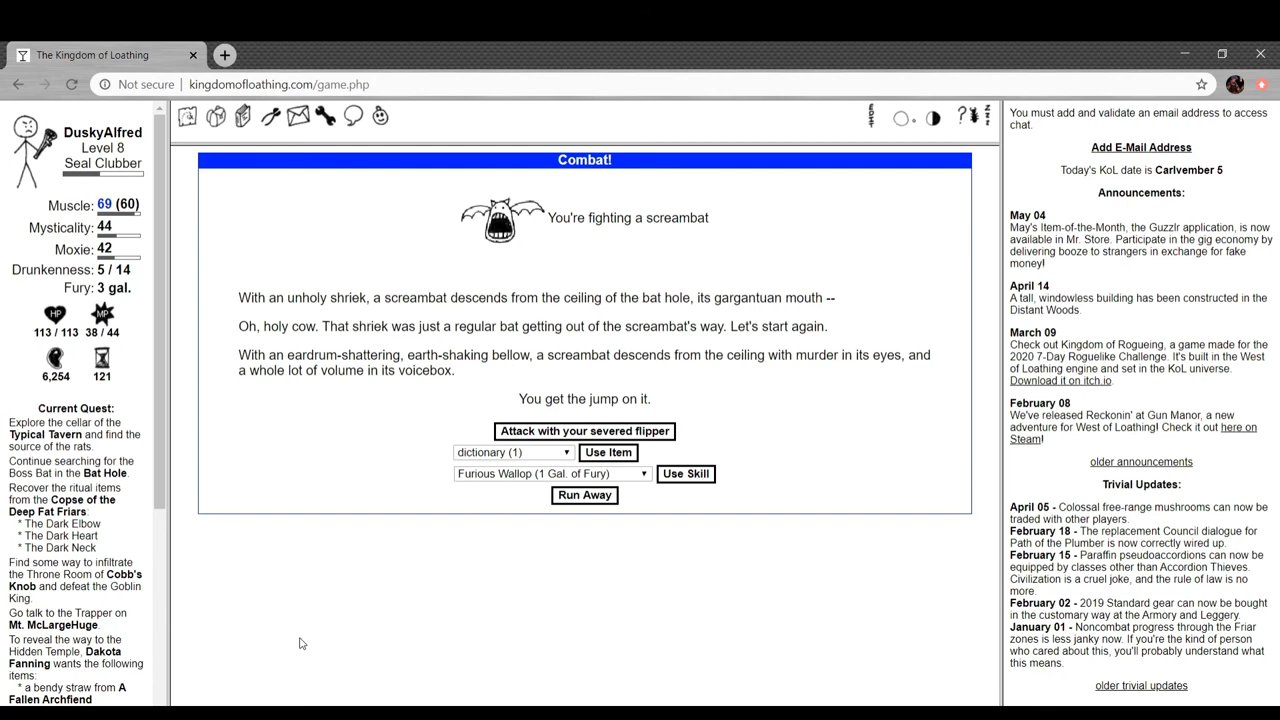 The Kingdom of Loathing
Not secure | kingdomofloathing.com/game.php
DuskyAlfred
Level 8
Seal Clubber
Muscle: 69 (60)
Mysticality: 44
Moxie: 42
Drunkenness: 5 / 14
Fury: 3 gal.
HP MP
113 / 113 38 / 44
6,254 121
Current Quest:
Explore the cellar of the
Typical Tavern and find the
source of the rats.
Continue searching for the
Boss Bat in the Bat Hole.
Recover the ritual items
from the Copse of the
Deep Fat Friars:
* The Dark Elbow
* The Dark Heart
* The Dark Neck
Find some way to infiltrate
the Throne Room of Cobb's
Knob and defeat the Goblin
King.
Go talk to the Trapper on
Mt. McLargeHuge.
To reveal the way to the
Hidden Temple, Dakota
Fanning wants the following
items:
* a bendy straw from A
Fallen Archfiend
EDIT
? Zzz
Combat!
You're fighting a screambat
With an unholy shriek, a screambat descends from the ceiling of the bat hole, its gargantuan mouth --
Oh, holy cow. That shriek was just a regular bat getting out of the screambat's way. Let's start again.
With an eardrum-shattering, earth-shaking bellow, a screambat descends from the ceiling with murder in its eyes, and
a whole lot of volume in its voicebox.
You get the jump on it.
Attack with your severed flipper
dictionary (1) Use Item
Furious Wallop (1 Gal. of Fury) Use Skill
Run Away
You must add and validate an email address to access
chat.
Add E-Mail Address
Today's KoL date is Carlvember 5
Announcements:
May 04
May's Item-of-the-Month, the Guzzlr application, is now
available in Mr. Store. Participate in the gig economy by
delivering booze to strangers in exchange for fake
money!
April 14
A tall, windowless building has been constructed in the
Distant Woods.
March 09
Check out Kingdom of Rogueing, a game made for the
2020 7-Day Roguelike Challenge. It's built in the West
of Loathing engine and set in the KoL universe.
Download it on itch.io.
February 08
We've released Reckonin' at Gun Manor, a new
adventure for West of Loathing! Check it out here on
Steam!
older announcements
Trivial Updates:
April 05 - Colossal free-range mushrooms can now be
traded with other players.
February 18 - The replacement Council dialogue for
Path of the Plumber is now correctly wired up.
February 15 - Paraffin pseudoaccordions can now be
equipped by classes other than Accordion Thieves.
Civilization is a cruel joke, and the rule of law is no
more.
February 02 - 2019 Standard gear can now be bought
in the customary way at the Armory and Leggery.
January 01 - Noncombat progress through the Friar
zones is less janky now. If you're the kind of person
who cared about this, you'll probably understand what
this means.
older trivial updates